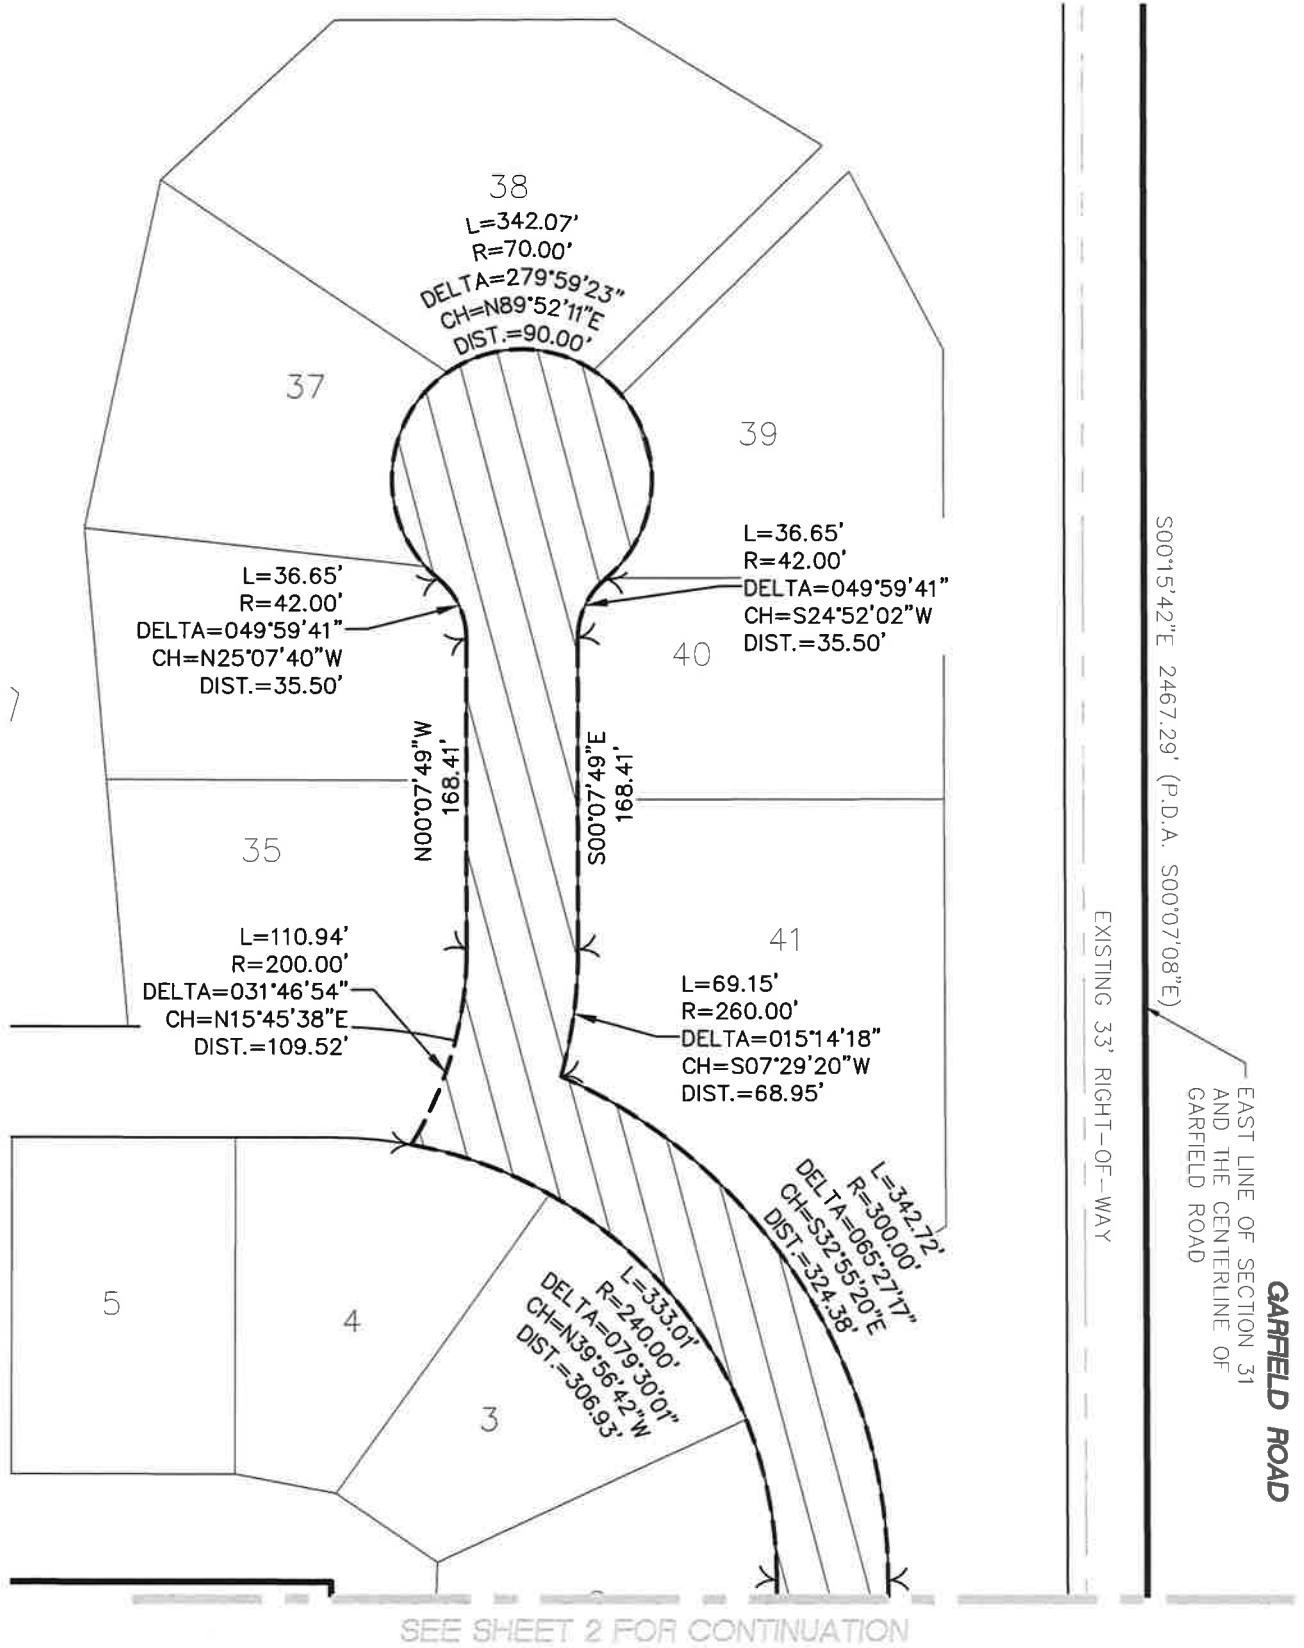 38
L=342.07'
R=70.00'
DELTA=279°59'23"
CH=N89°52'11"E
DIST.=90.00'
37
39
L=36.65'
R=42.00'
DELTA=049°59'41"
CH=N25°07'40"W
DIST.=35.50'
L=36.65'
R=42.00'
DELTA=049°59'41"
CH=S24°52'02"W
DIST.=35.50'
40
N00°07'49"W
168.41'
S00°07'49"E
168.41'
35
41
L=110.94'
R=200.00'
DELTA=031°46'54"
CH=N15°45'38"E
DIST.=109.52'
L=69.15'
R=260.00'
DELTA=015°14'18"
CH=S07°29'20"W
DIST.=68.95'
L=342.72'
R=300.00'
DELTA=065°27'17"
CH=S32°55'20"E
DIST.=324.38'
L=333.01'
R=240.00'
DELTA=079°30'01"
CH=N39°56'42"W
DIST.=306.93'
5
4
3
S00°15'42"E 2467.29' (P.D.A. S00°07'08"E)
EXISTING 33' RIGHT-OF-WAY
EAST LINE OF SECTION 31
AND THE CENTERLINE OF
GARFIELD ROAD
GARFIELD ROAD
SEE SHEET 2 FOR CONTINUATION